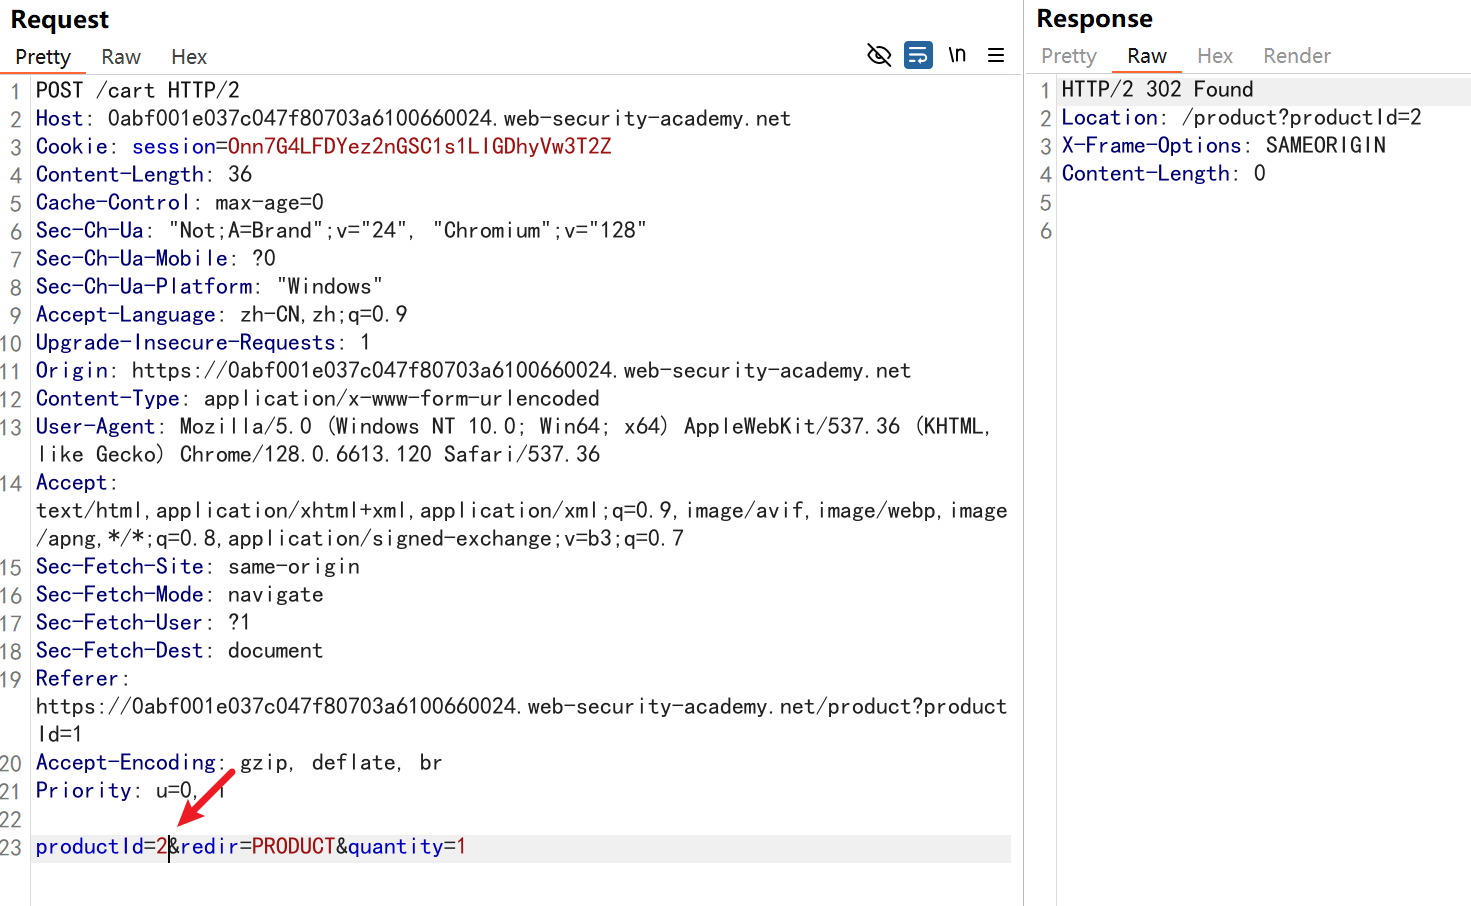 Request
Pretty Raw Hex
\n
1 POST /cart HTTP/2
2 Host: 0abf001e037c047f80703a6100660024.web-security-academy.net
3 Cookie: session=Onn7G4LFDYez2nGSC1s1LIGDhyVw3T2Z
4 Content-Length: 36
5 Cache-Control: max-age=0
6 Sec-Ch-Ua: "Not;A=Brand";v="24", "Chromium";v="128"
7 Sec-Ch-Ua-Mobile: ?0
8 Sec-Ch-Ua-Platform: "Windows"
9 Accept-Language: zh-CN,zh;q=0.9
10 Upgrade-Insecure-Requests: 1
11 Origin: https://0abf001e037c047f80703a6100660024.web-security-academy.net
12 Content-Type: application/x-www-form-urlencoded
13 User-Agent: Mozilla/5.0 (Windows NT 10.0; Win64; x64) AppleWebKit/537.36 (KHTML,
like Gecko) Chrome/128.0.6613.120 Safari/537.36
14 Accept:
text/html,application/xhtml+xml,application/xml;q=0.9,image/avif,image/webp,image
/apng,*/*;q=0.8,application/signed-exchange;v=b3;q=0.7
15 Sec-Fetch-Site: same-origin
16 Sec-Fetch-Mode: navigate
17 Sec-Fetch-User: ?1
18 Sec-Fetch-Dest: document
19 Referer:
https://0abf001e037c047f80703a6100660024.web-security-academy.net/product?product
Id=1
20 Accept-Encoding: gzip, deflate, br
21 Priority: u=0,
22
23 productId=2&redir=PRODUCT&quantity=1
Response
Pretty Raw Hex Render
1 HTTP/2 302 Found
2 Location: /product?productId=2
3 X-Frame-Options: SAMEORIGIN
4 Content-Length: 0
5
6